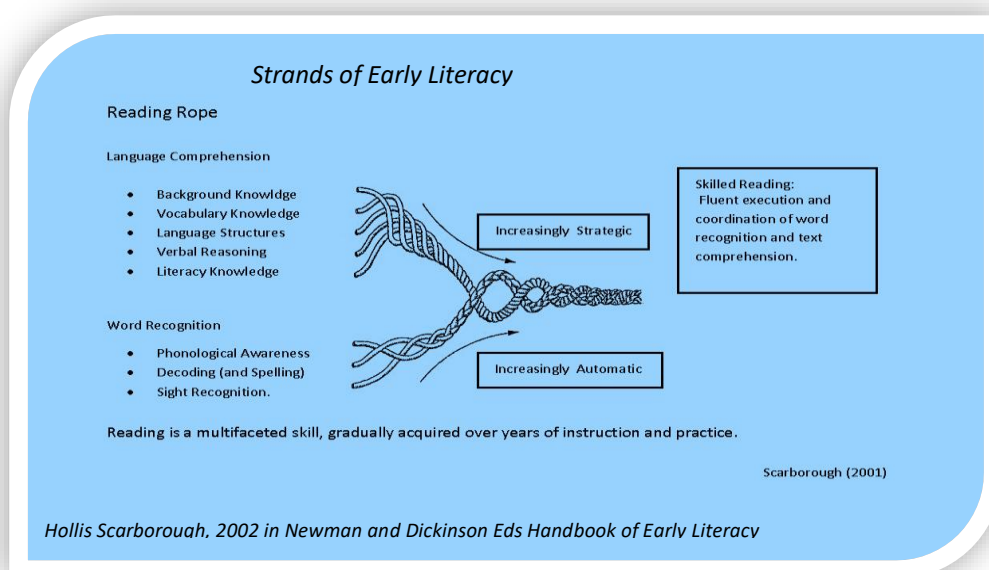 Strands of Early Literacy
Reading Rope
Language Comprehension
• Background Knowldge
• Vocabulary Knowledge
• Language Structures
• Verbal Reasoning
• Literacy Knowledge
Increasingly Strategic
Skilled Reading:
Fluent execution and
coordination of word
recognition and text
comprehension.
Word Recognition
• Phonological Awareness
• Decoding (and Spelling)
• Sight Recognition.
Increasingly Automatic
Reading is a multifaceted skill, gradually acquired over years of instruction and practice.
Scarborough (2001)
Hollis Scarborough, 2002 in Newman and Dickinson Eds Handbook of Early Literacy